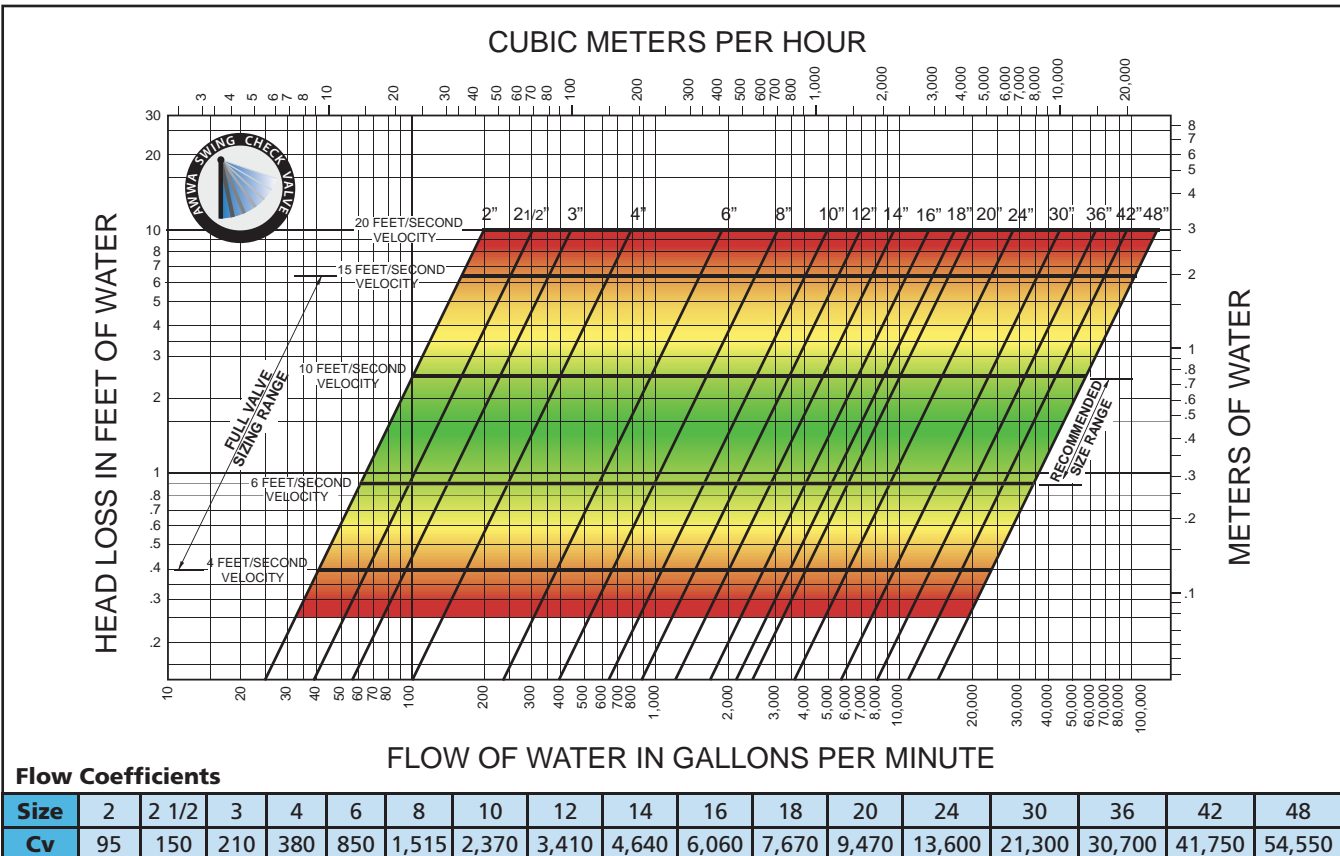 CUBIC METERS PER HOUR
3 4 5 6 7 8 10 20 30 40 50 60 70 80 100 200 300 400 500 600 700 800 1,000 2,000 3,000 4,000 5,000 6,000 7,000 8,000 10,000 20,000
AWWA SWING CHECK VALVE
HEAD LOSS IN FEET OF WATER
30
20
10
8
7
6
5
4
3
2
1
.8
.7
.6
.5
.4
.3
.2
20 FEET/SECOND
VELOCITY
2” 2 1/2” 3” 4” 6” 8” 10” 12” 14” 16” 18” 20” 24” 30” 36” 42” 48”
15 FEET/SECOND
VELOCITY
10 FEET/SECOND
VELOCITY
FULL VALVE
SIZING RANGE
6 FEET/SECOND
VELOCITY
4 FEET/SECOND
VELOCITY
RECOMMENDED
SIZE RANGE
8
7
6
5
4
3
2
1
.8
.7
.6
.5
.4
.3
.2
.1
METERS OF WATER
10 20 30 40 50 60 70 80 100 200 300 400 500 600 700 800 1,000 2,000 3,000 4,000 5,000 6,000 7,000 8,000 10,000 20,000 30,000 40,000 50,000 60,000 70,000 80,000 100,000
FLOW OF WATER IN GALLONS PER MINUTE
Flow Coefficients
Size 2 2 1/2 3 4 6 8 10 12 14 16 18 20 24 30 36 42 48
Cv 95 150 210 380 850 1,515 2,370 3,410 4,640 6,060 7,670 9,470 13,600 21,300 30,700 41,750 54,550